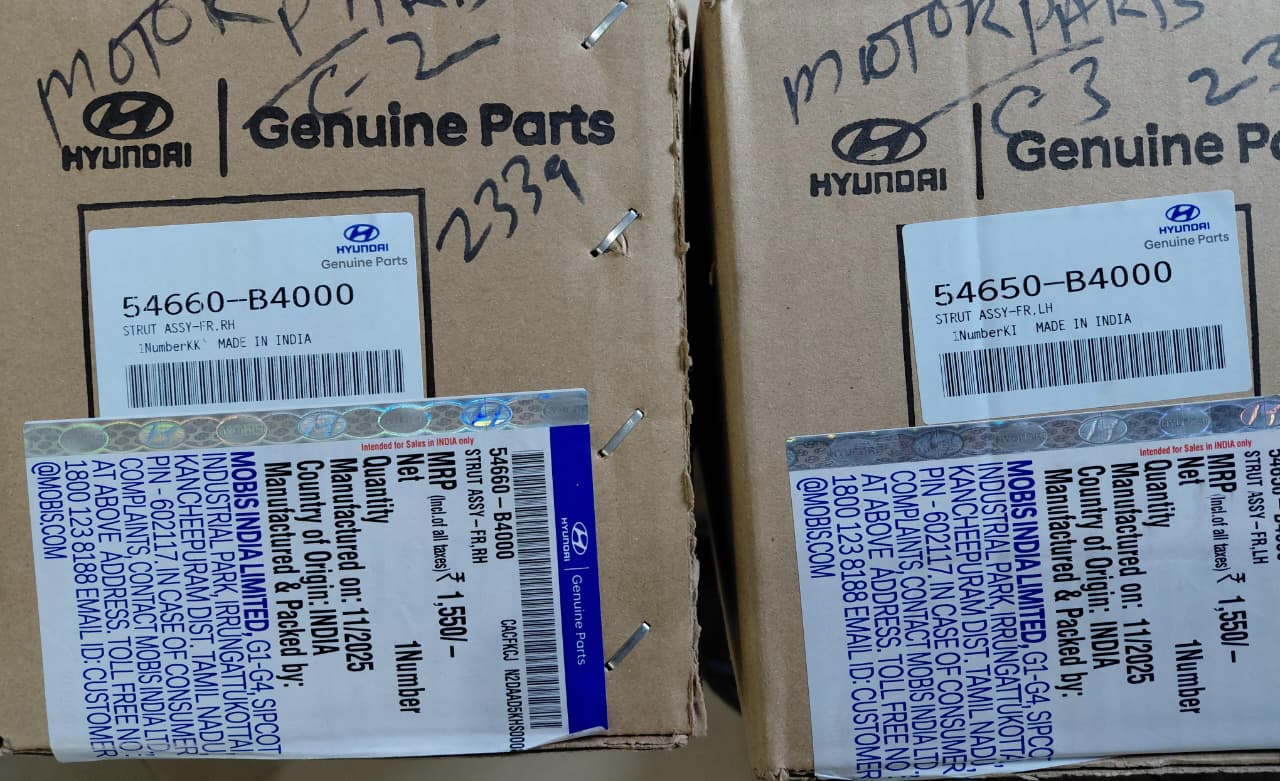 MOTOR PARTS
C 2
HYUNDAI
Genuine Parts
2339
HYUNDAI
Genuine Parts
54660-B4000
STRUT ASSY-FR,RH
1NumberKK` MADE IN INDIA
Intended for Sales in INDIA only
54660-B4000
STRUT ASSY-FR,RH
MRP (Incl.of all taxes) ₹ 1,550/-
Net
Quantity 1Number
Manufactured on: 11/2025
Country of Origin: INDIA
Manufactured & Packed by:
MOBIS INDIA LIMITED, G1-G4, SIPCOT
INDUSTRIAL PARK, IRRUNGATTUKOTTAI
KANCHEEPURAM DIST. TAMIL NADU
PIN - 602117, IN CASE OF CONSUMER
COMPLAINTS, CONTACT MOBIS INDIA LTD
AT ABOVE ADDRESS. TOLL FREE NO :
1800 123 8188 EMAIL ID: CUSTOMER
@MOBIS.COM
HYUNDAI | Genuine Parts
MOTOR PARTS
C 3
HYUNDAI
Genuine
HYUNDAI
Genuine Parts
54650-B4000
STRUT ASSY-FR,LH
1NumberKI MADE IN INDIA
Intended for Sales in INDIA only
STRUT ASSY-FR,LH
MRP (Incl.of all taxes) ₹ 1,550/-
Net
Quantity 1Number
Manufactured on: 11/2025
Country of Origin: INDIA
Manufactured & Packed by:
MOBIS INDIA LIMITED, G1-G4, SIPCO
INDUSTRIAL PARK, IRRUNGATTUKOTTA
KANCHEEPURAM DIST. TAMIL NADU
PIN - 602117, IN CASE OF CONSUMER
COMPLAINTS, CONTACT MOBIS INDIA LTD
AT ABOVE ADDRESS. TOLL FREE NO :
1800 123 8188 EMAIL ID: CUSTOMER
@MOBIS.COM